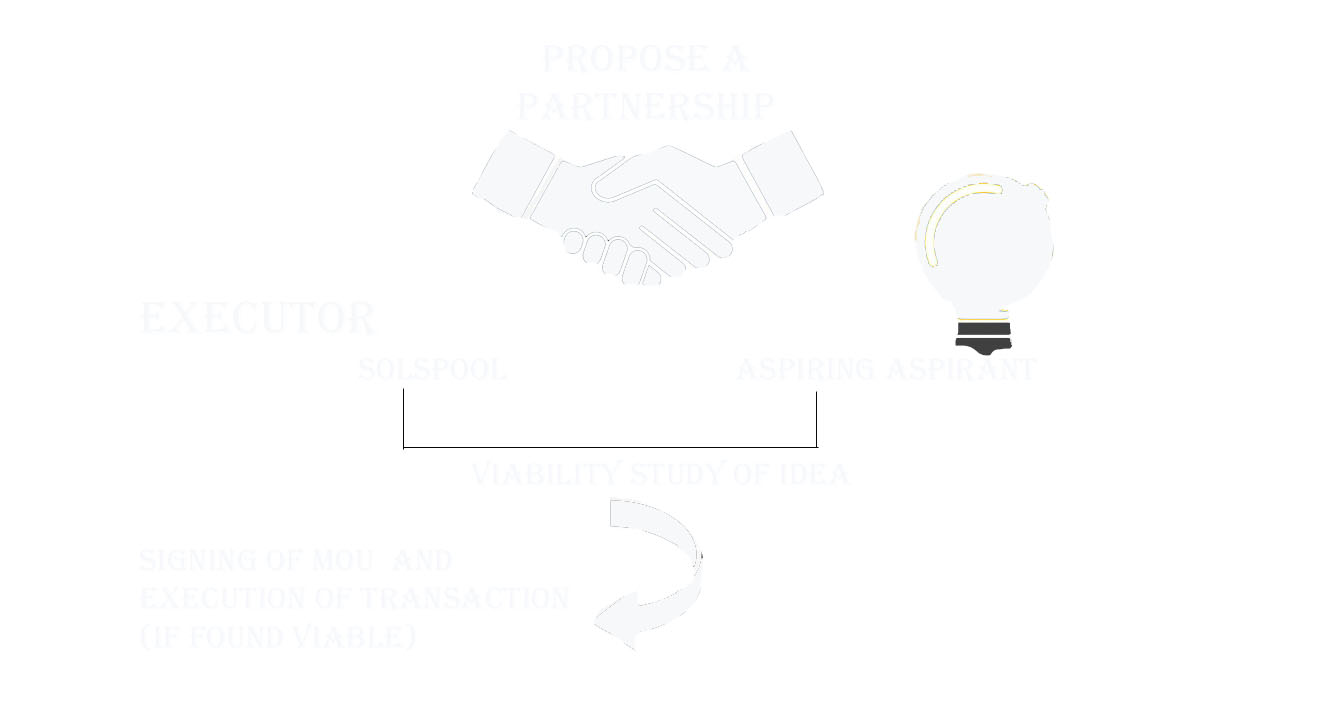 PROPOSE A
PARTNERSHIP
EXECUTOR
SOLSPOOL
ASPIRING ASPIRANT
VIABILITY STUDY OF IDEA
SIGNING OF MOU AND
EXECUTION OF TRANSACTION
(IF FOUND VIABLE)